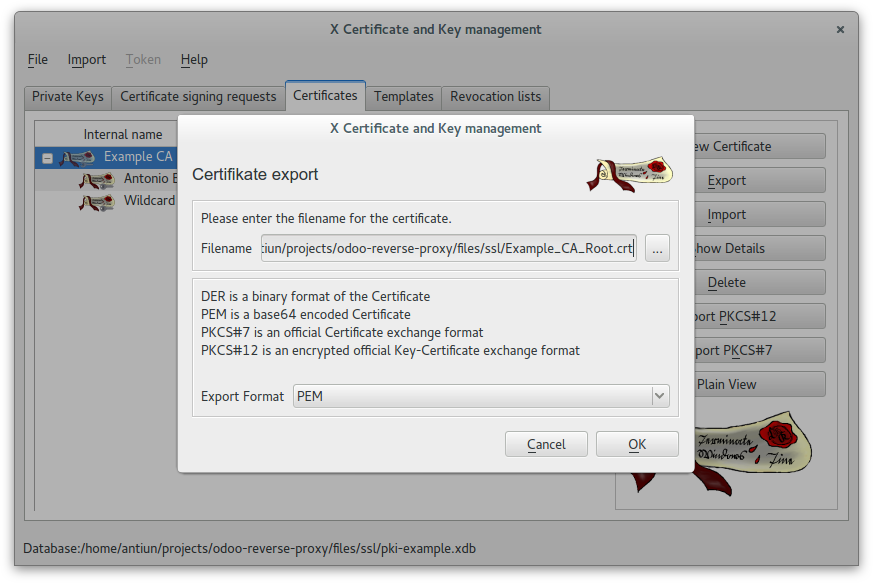 X Certificate and Key management
File Import Token Help
Private Keys Certificate signing requests Certificates Templates Revocation lists
Internal name
Example CA
Antonio
Wildcard
ew Certificate
Export
Import
how Details
Delete
port PKCS#12
port PKCS#7
Plain View
X Certificate and Key management
Certifikate export
Please enter the filename for the certificate.
Filename tiun/projects/odoo-reverse-proxy/files/ssl/Example_CA_Root.crt ...
DER is a binary format of the Certificate
PEM is a base64 encoded Certificate
PKCS#7 is an official Certificate exchange format
PKCS#12 is an encrypted official Key-Certificate exchange format
Export Format PEM
Cancel OK
Database:/home/antiun/projects/odoo-reverse-proxy/files/ssl/pki-example.xdb